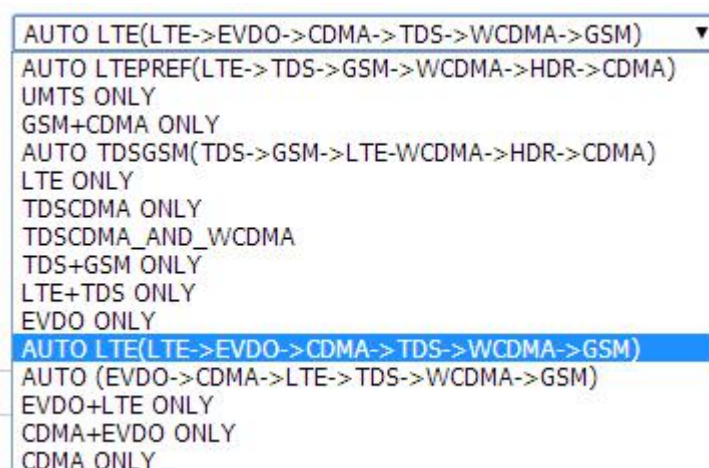 AUTO LTE(LTE->EVDO->CDMA->TDS->WCDMA->GSM)
AUTO LTEPREF(LTE->TDS->GSM->WCDMA->HDR->CDMA)
UMTS ONLY
GSM+CDMA ONLY
AUTO TDSGSM(TDS->GSM->LTE-WCDMA->HDR->CDMA)
LTE ONLY
TDSCDMA ONLY
TDSCDMA_AND_WCDMA
TDS+GSM ONLY
LTE+TDS ONLY
EVDO ONLY
AUTO LTE(LTE->EVDO->CDMA->TDS->WCDMA->GSM)
AUTO (EVDO->CDMA->LTE->TDS->WCDMA->GSM)
EVDO+LTE ONLY
CDMA+EVDO ONLY
CDMA ONLY